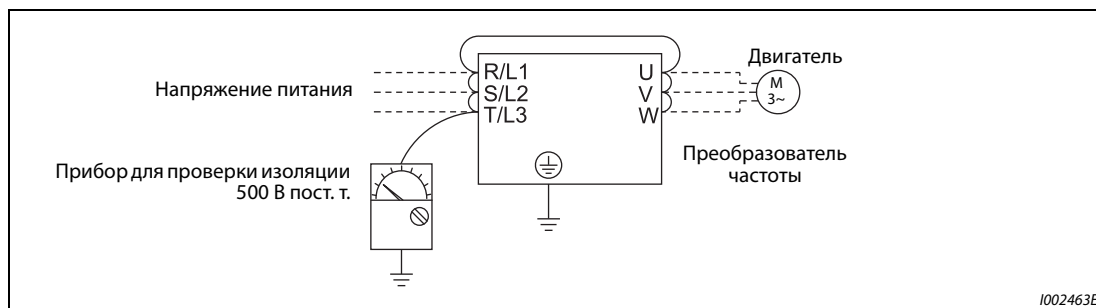 Напряжение питания
Прибор для проверки изоляции
500 В пост. т.
R/L1
S/L2
T/L3
U
V
W
Двигатель
M
3~
Преобразователь
частоты
I002463E